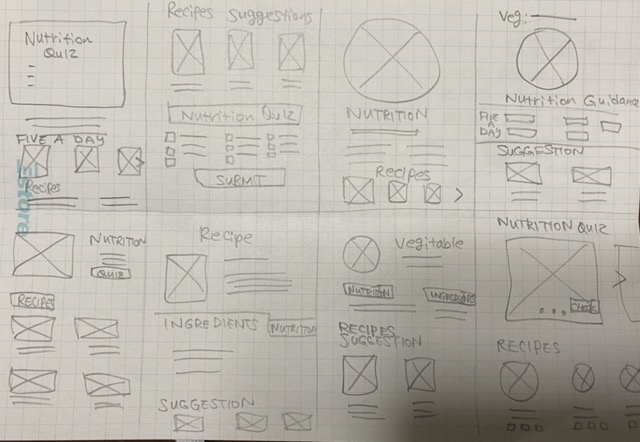 Nutrition
Quiz
FIVE A DAY
Recipes
Recipes Suggestions
Nutrition Quiz
SUBMIT
NUTRITION
Recipes
Veg:
Nutrition Guidance
FIVE
A
DAY
SUGGESTION
NUTRITION
QUIZ
RECIPES
Recipe
INGREDIENTS
NUTRITION
SUGGESTION
Vegitable
NUTRITION
INGREDIENTS
RECIPES
SUGGESTION
NUTRITION QUIZ
RECIPES